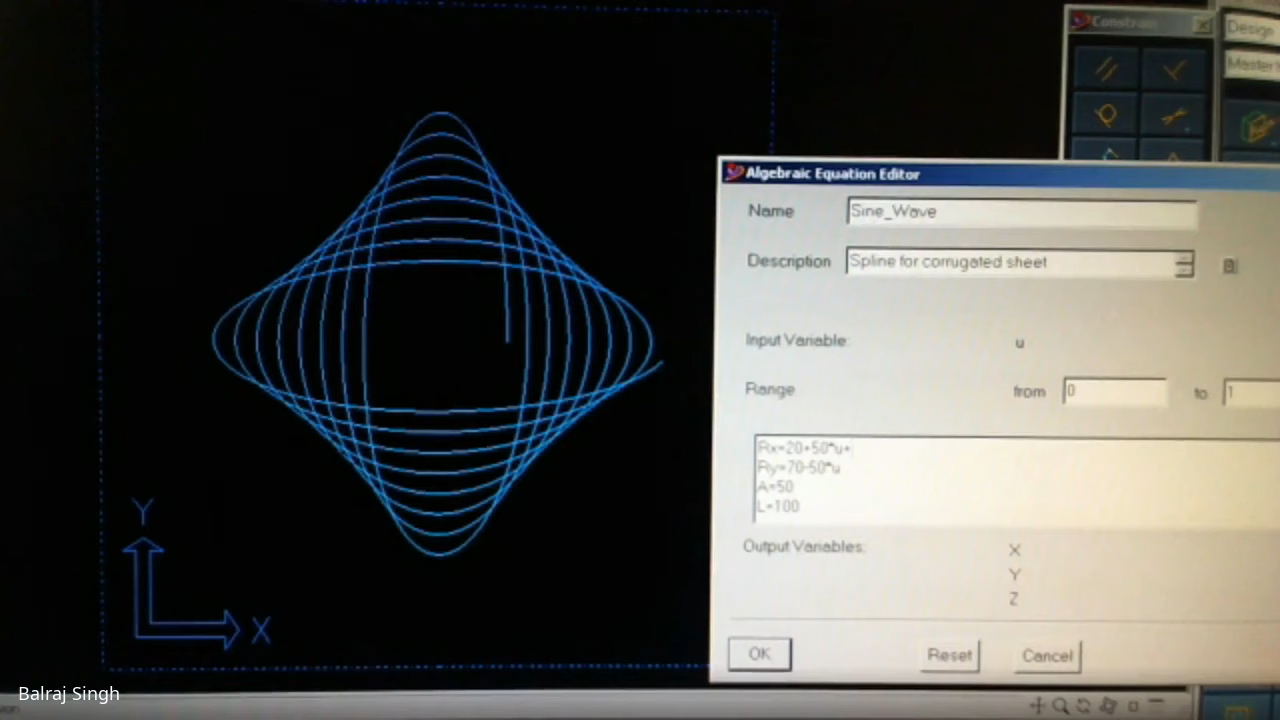 Constrain
Design
Master
Algebraic Equation Editor
Name
Sine_Wave
Description
Spline for corrugated sheet
Input Variable:
u
Range
from
0
to
1
Rx=20+50*u+
Ry=70-50*u
A=50
L=100
Output Variables:
X
Y
Z
OK
Reset
Cancel
Y
X
Balraj Singh